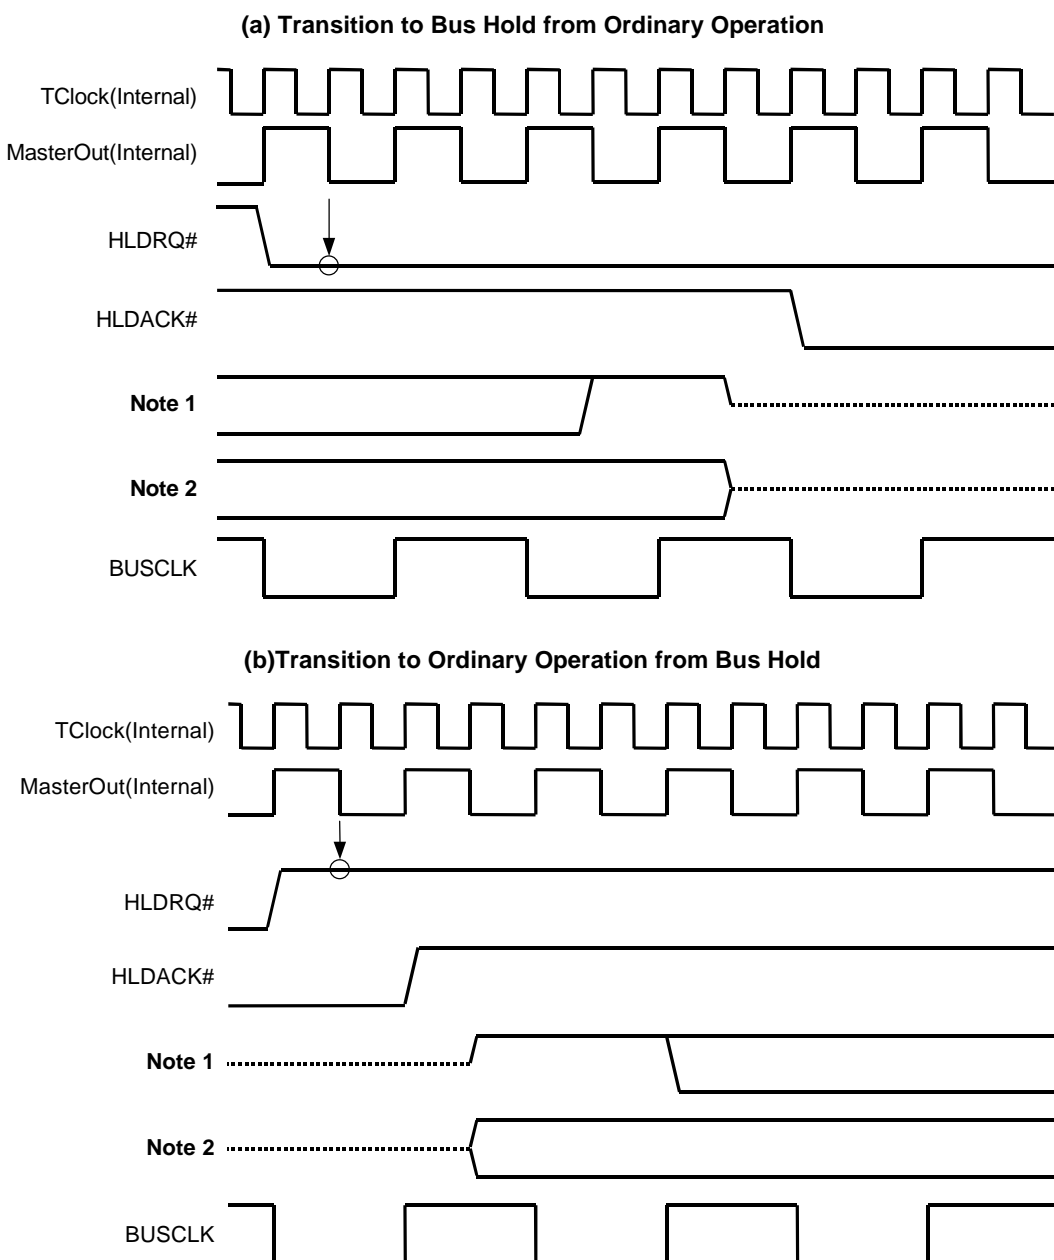 (a) Transition to Bus Hold from Ordinary Operation
TClock(Internal)
MasterOut(Internal)
HLDRQ#
HLDACK#
Note 1
Note 2
BUSCLK
(b)Transition to Ordinary Operation from Bus Hold
TClock(Internal)
MasterOut(Internal)
HLDRQ#
HLDACK#
Note 1
Note 2
BUSCLK